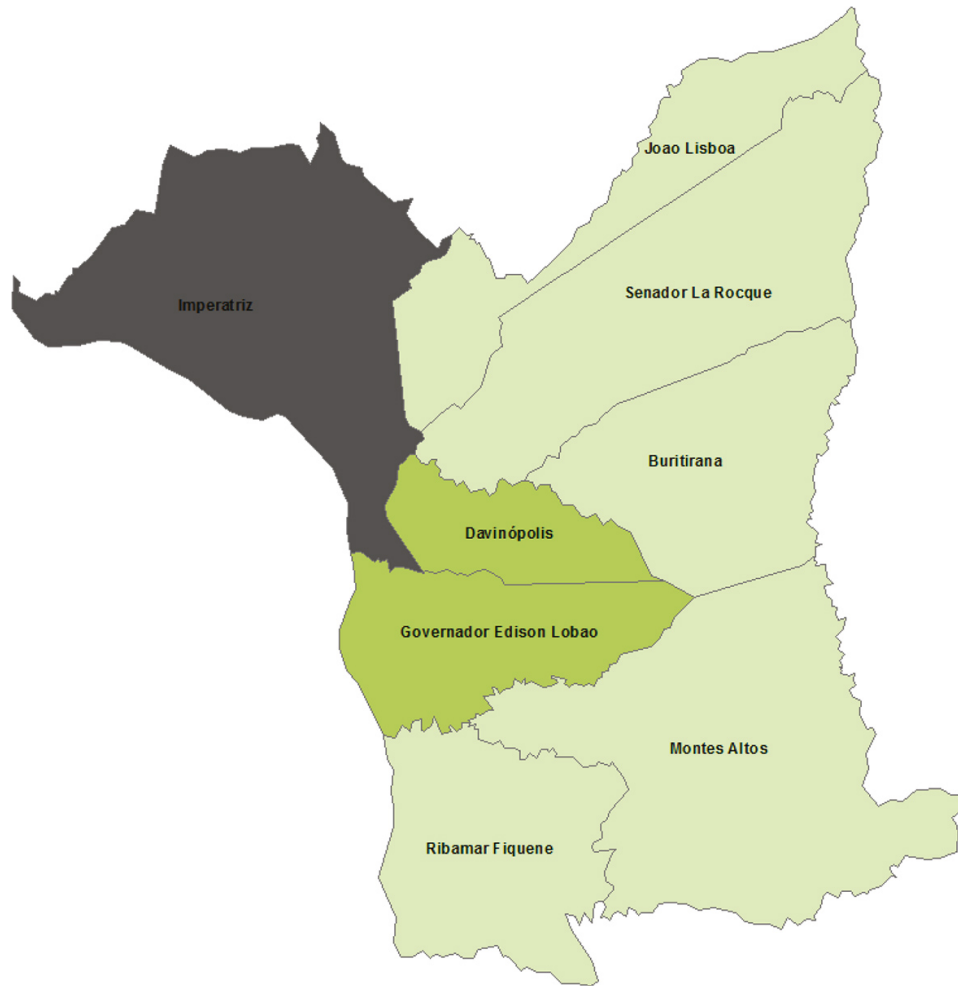 Joao Lisboa
Senador La Rocque
Imperatriz
Buritirana
Davinópolis
Governador Edison Lobao
Montes Altos
Ribamar Fiquene